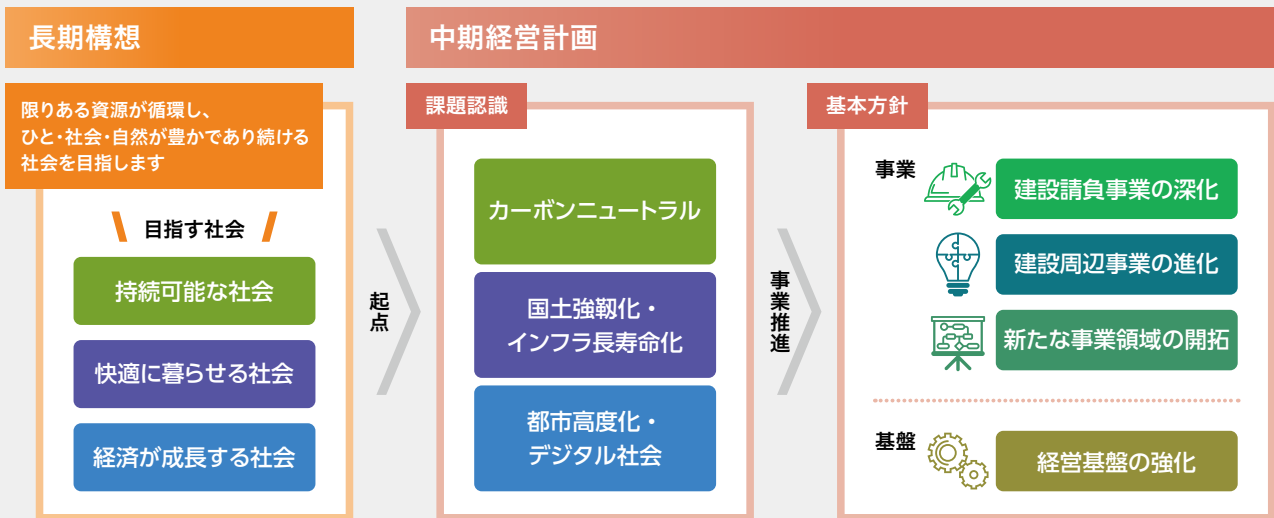 長期構想
限りある資源が循環し、
ひと・社会・自然が豊かであり続ける
社会を目指します
目指す社会
持続可能な社会
快適に暮らせる社会
経済が成長する社会
起点
中期経営計画
課題認識
カーボンニュートラル
国土強靱化・
インフラ長寿命化
都市高度化・
デジタル社会
事業推進
基本方針
事業
建設請負事業の深化
建設周辺事業の進化
新たな事業領域の開拓
基盤
経営基盤の強化